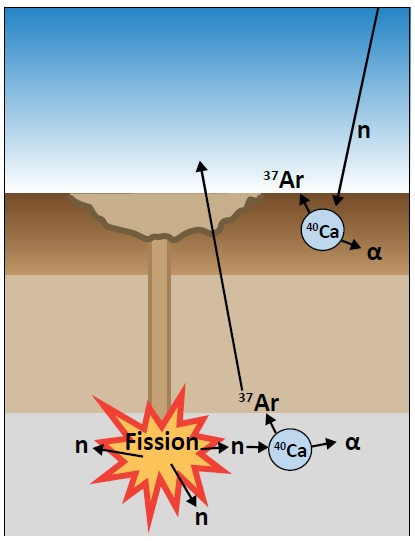 n
³⁷Ar
⁴⁰Ca
α
³⁷Ar
n Fission n ⁴⁰Ca α
n